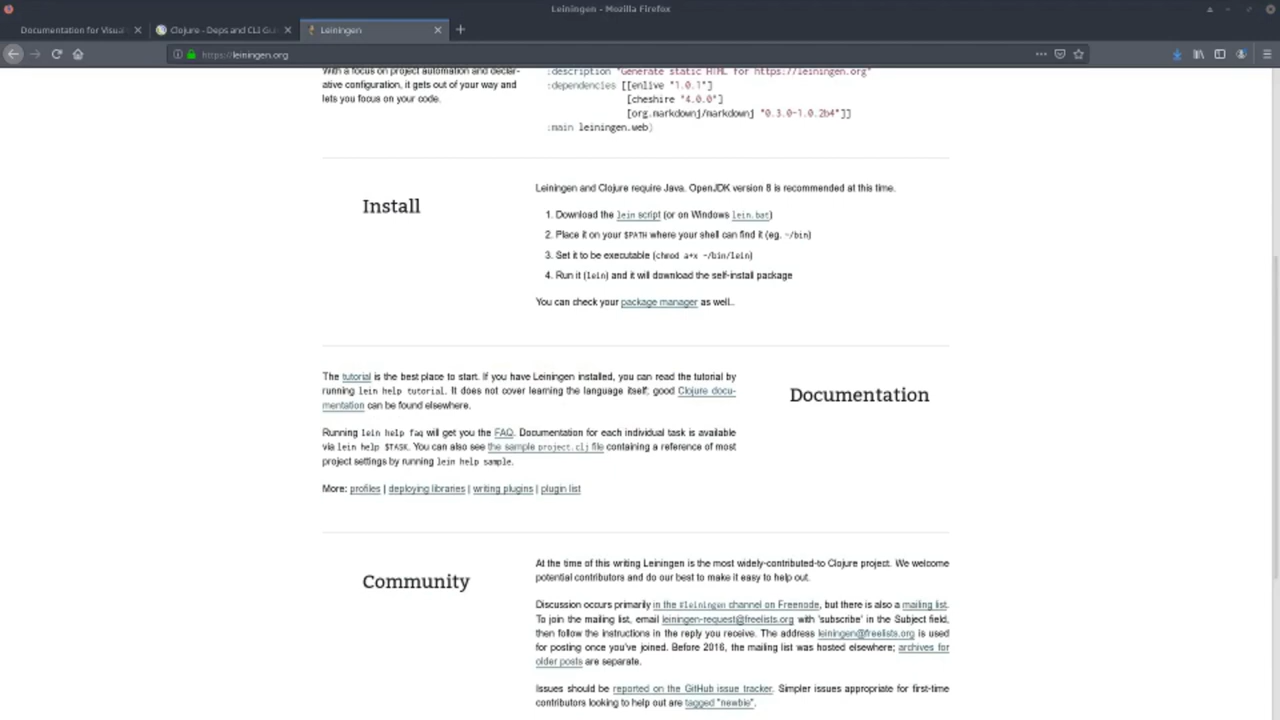 Leiningen - Mozilla Firefox
Documentation for Visual
Clojure - Deps and CLI Gui
Leiningen
https://leiningen.org
With a focus on project automation and declar-
ative configuration, it gets out of your way and
lets you focus on your code.
:description "Generate static HTML for https://leiningen.org"
:dependencies [[enlive "1.0.1"]
[cheshire "4.0.0"]
[org.markdownj/markdownj "0.3.0-1.0.2b4"]]
:main leiningen.web)
Install
Leiningen and Clojure require Java. OpenJDK version 8 is recommended at this time.
1. Download the lein script (or on Windows lein.bat)
2. Place it on your $PATH where your shell can find it (eg. ~/bin)
3. Set it to be executable (chmod a+x ~/bin/lein)
4. Run it (lein) and it will download the self-install package
You can check your package manager as well..
The tutorial is the best place to start. If you have Leiningen installed, you can read the tutorial by
running lein help tutorial. It does not cover learning the language itself; good Clojure docu-
mentation can be found elsewhere.
Running lein help faq will get you the FAQ. Documentation for each individual task is available
via lein help $TASK. You can also see the sample project.clj file containing a reference of most
project settings by running lein help sample.
More: profiles | deploying libraries | writing plugins | plugin list
Documentation
Community
At the time of this writing Leiningen is the most widely-contributed-to Clojure project. We welcome
potential contributors and do our best to make it easy to help out.
Discussion occurs primarily in the #leiningen channel on Freenode, but there is also a mailing list.
To join the mailing list, email leiningen-request@freelists.org with 'subscribe' in the Subject field,
then follow the instructions in the reply you receive. The address leiningen@freelists.org is used
for posting once you've joined. Before 2016, the mailing list was hosted elsewhere; archives for
older posts are separate.
Issues should be reported on the GitHub issue tracker. Simpler issues appropriate for first-time
contributors looking to help out are tagged "newbie".